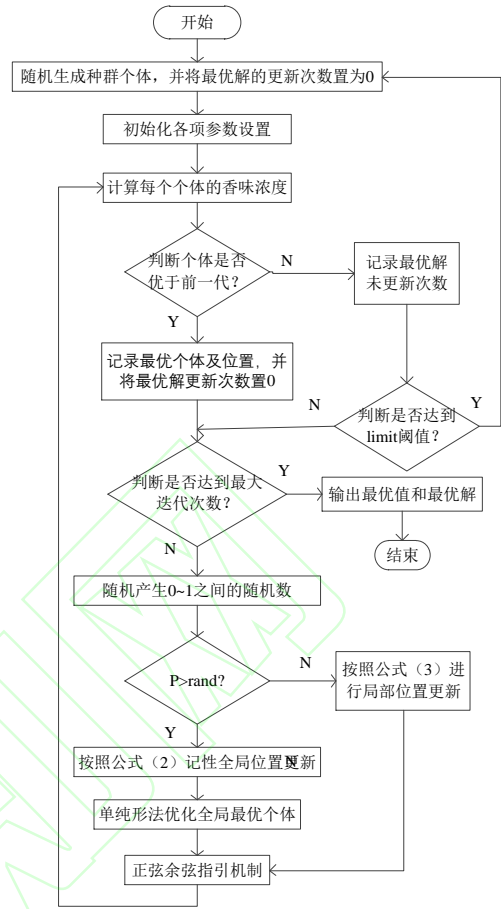 开始
随机生成种群个体，并将最优解的更新次数置为0
初始化各项参数设置
计算每个个体的香味浓度
判断个体是否
优于前一代？
N
记录最优解
未更新次数
Y
记录最优个体及位置，并
将最优解更新次数置0
N
判断是否达到
limit阈值？
Y
判断是否达到最大
迭代次数？
Y
输出最优值和最优解
结束
N
随机产生0~1之间的随机数
P>rand?
N
按照公式（3）进
行局部位置更新
Y
按照公式（2）记性全局位置更新
N
单纯形法优化全局最优个体
正弦余弦指引机制